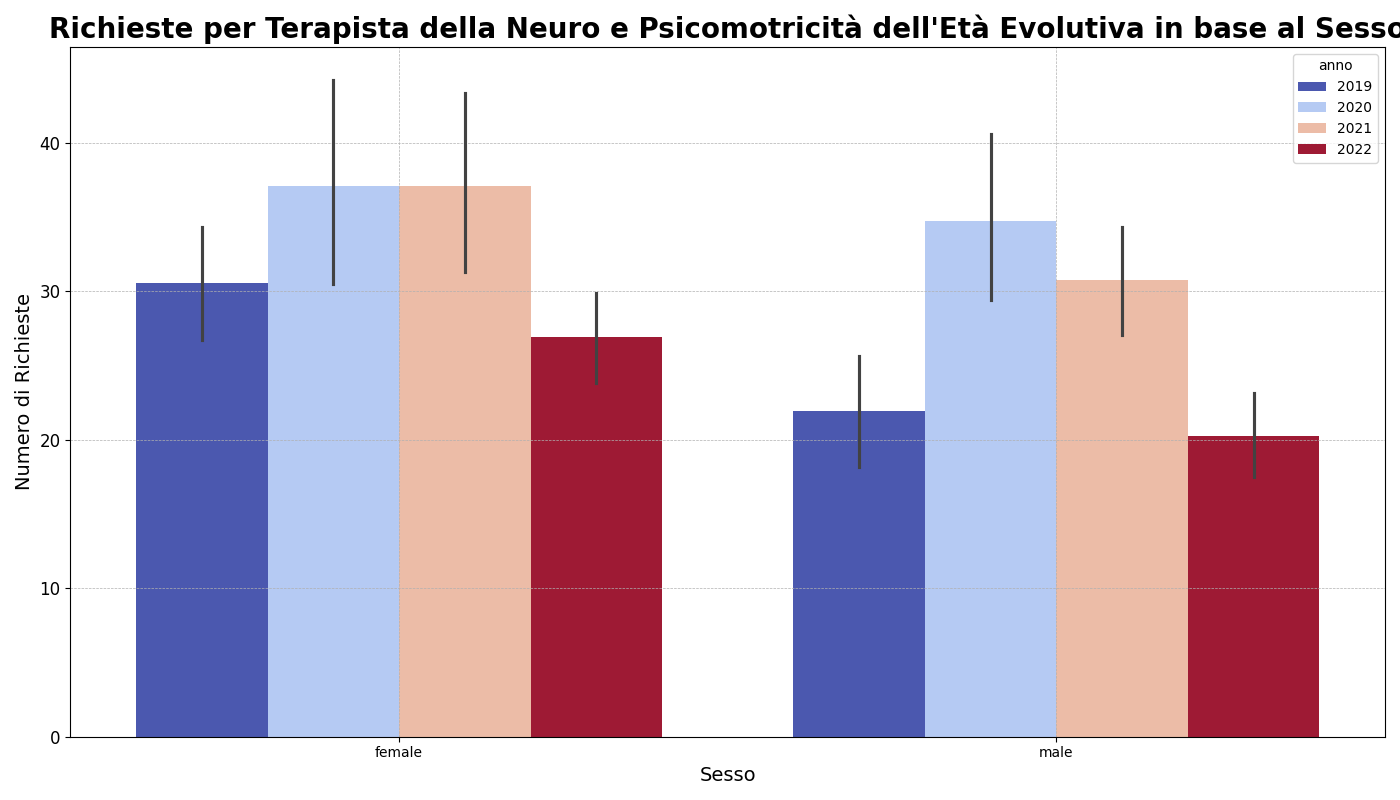 Richieste per Terapista della Neuro e Psicomotricità dell'Età Evolutiva in base al Sesso
anno
2019
2020
2021
2022
Numero di Richieste
40
30
20
10
0
female
male
Sesso